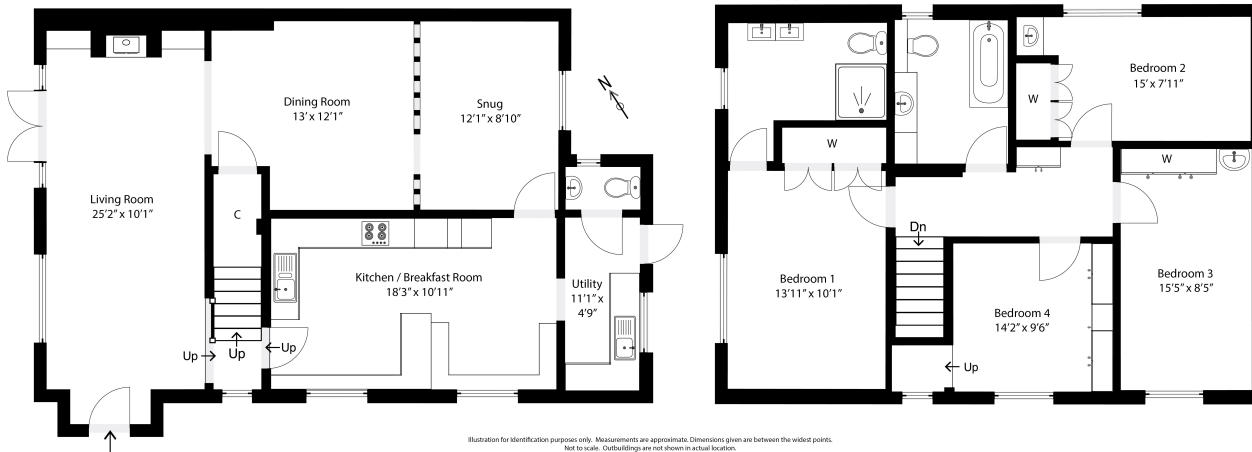 Dining Room
13' x 12'1"
Snug
12'1" x 8'10"
N
Living Room
25'2" x 10'1"
C
Kitchen / Breakfast Room
18'3" x 10'11"
Utility
11'1" x
4'9"
Up
Up
Up
Bedroom 2
15' x 7'11"
W
W
W
Dn
Bedroom 1
13'11" x 10'1"
Bedroom 3
15'5" x 8'5"
Bedroom 4
14'2" x 9'6"
Up
Illustration for Identification purposes only. Measurements are approximate. Dimensions given are between the widest points.
Not to scale. Outbuildings are not shown in actual location.